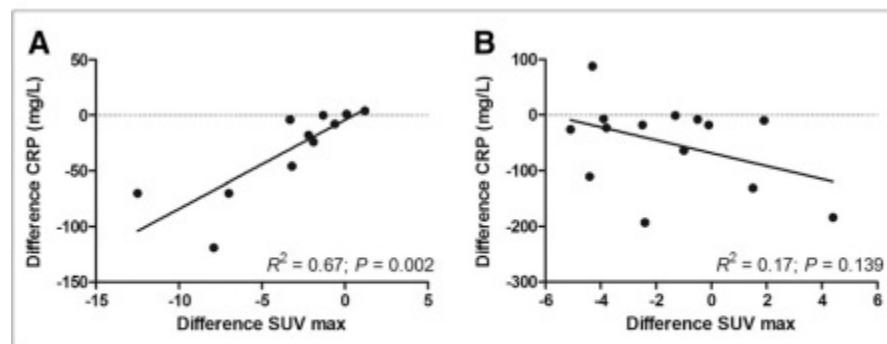 A
Difference CRP (mg/L)
50
0
-50
-100
-150
-15
-10
-5
0
5
R² = 0.67; P = 0.002
Difference SUV max
B
Difference CRP (mg/L)
100
0
-100
-200
-300
-6
-4
-2
0
2
4
6
R² = 0.17; P = 0.139
Difference SUV max